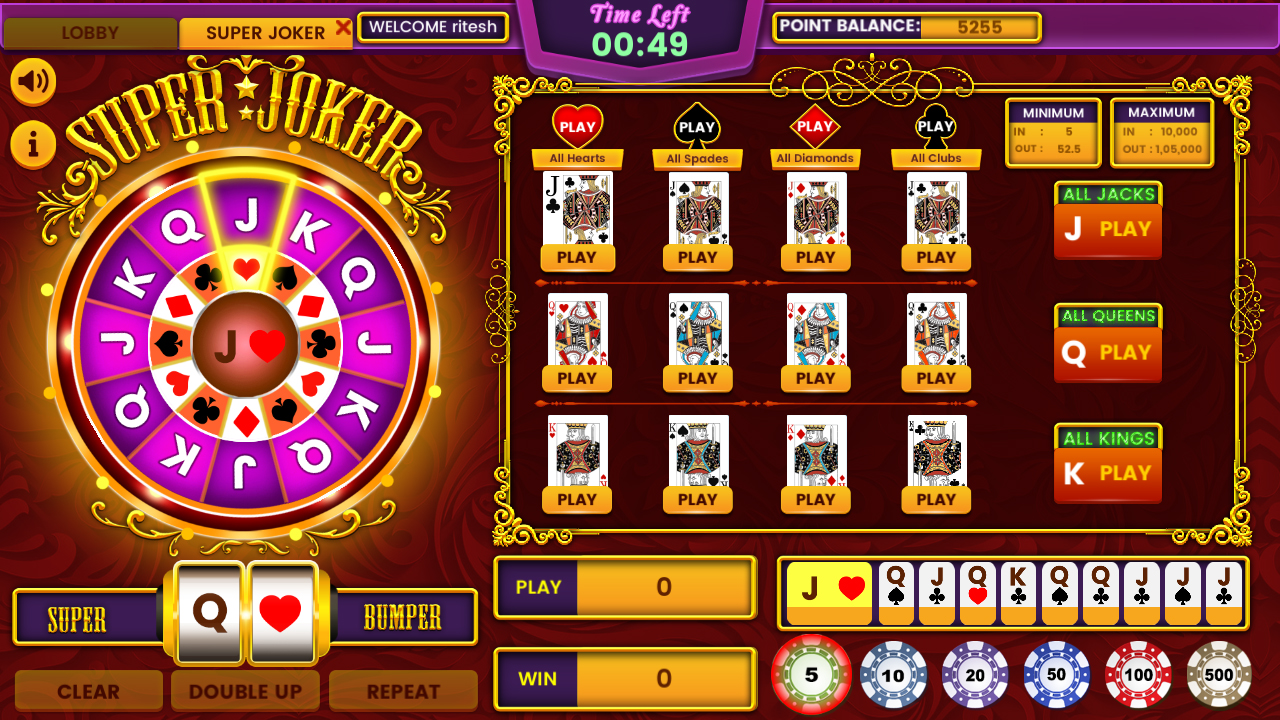 LOBBY
SUPER JOKER
WELCOME ritesh
Time Left
00:49
POINT BALANCE: 5255
SUPER JOKER
PLAY PLAY PLAY PLAY
All Hearts All Spades All Diamonds All Clubs
MINIMUM
IN : 5
OUT : 52.5
MAXIMUM
IN : 10,000
OUT : 1,05,000
J J J J
PLAY PLAY PLAY PLAY
ALL JACKS
J PLAY
Q Q Q Q
PLAY PLAY PLAY PLAY
ALL QUEENS
Q PLAY
K K K K
PLAY PLAY PLAY PLAY
ALL KINGS
K PLAY
J K Q J K Q J K Q J K Q
J
SUPER Q BUMPER
PLAY 0
J Q J Q K Q Q J J J
WIN 0
5 10 20 50 100 500
CLEAR DOUBLE UP REPEAT